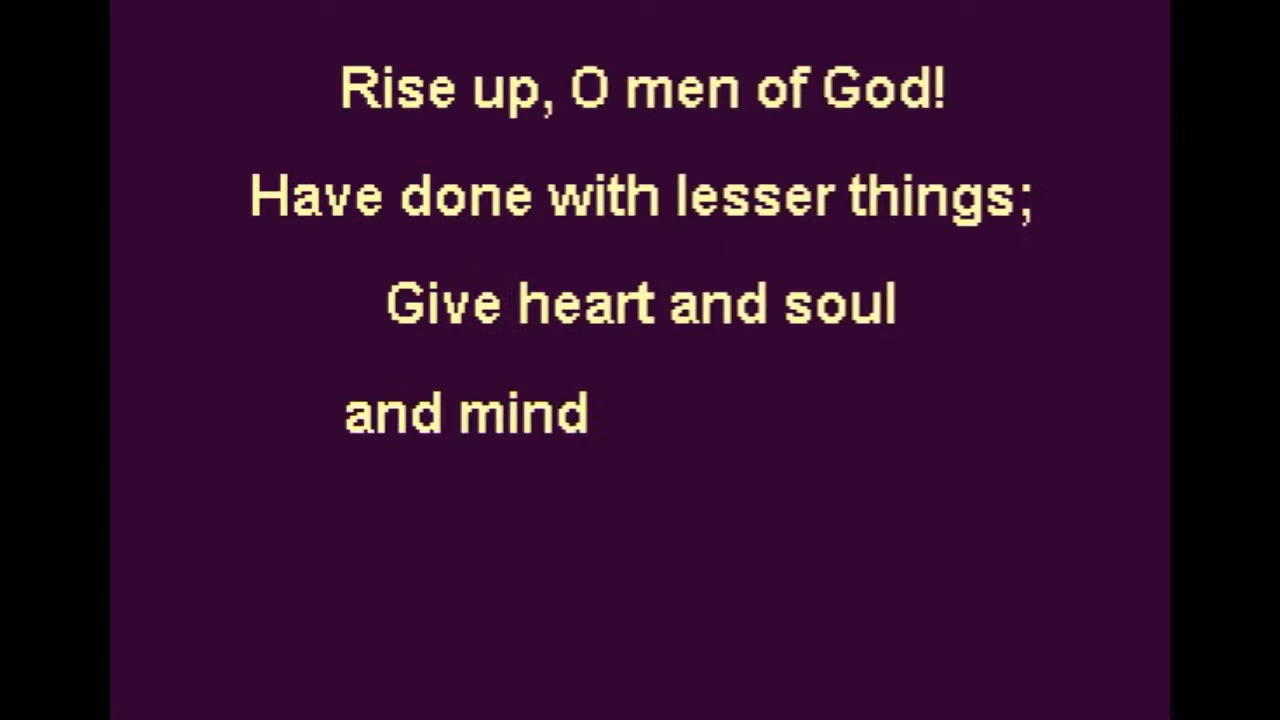 Rise up, O men of God!
Have done with lesser things;
Give heart and soul
and mind